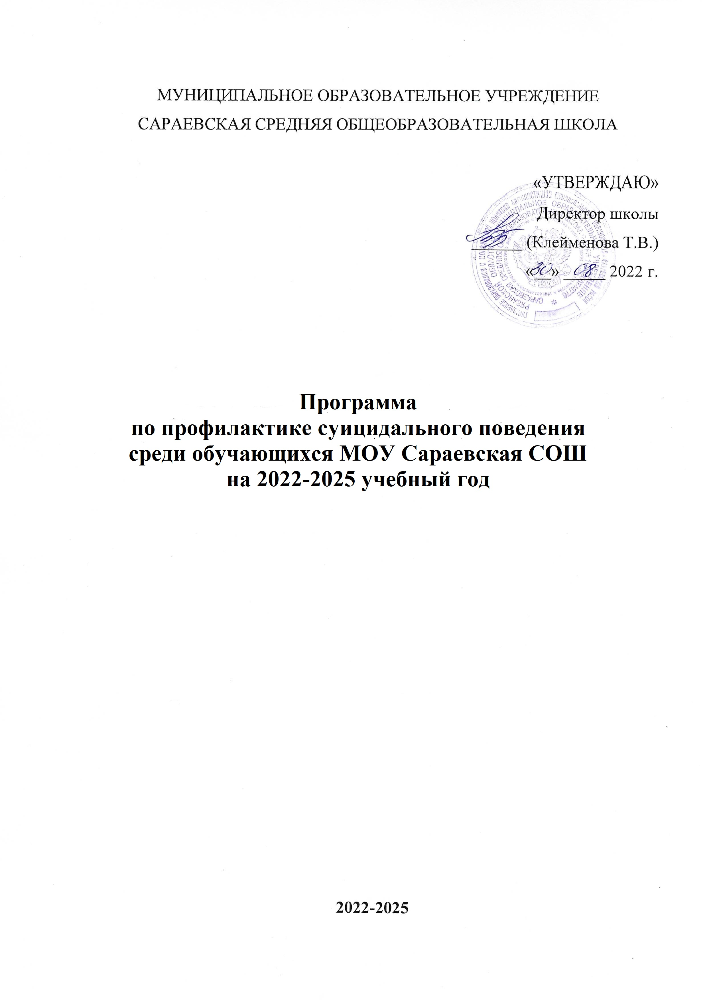 МУНИЦИПАЛЬНОЕ ОБРАЗОВАТЕЛЬНОЕ УЧРЕЖДЕНИЕ
САРАЕВСКАЯ СРЕДНЯЯ ОБЩЕОБРАЗОВАТЕЛЬНАЯ ШКОЛА
«УТВЕРЖДАЮ»
Директор школы
______ (Клейменова Т.В.)
«30» 08 2022 г.
Программа
по профилактике суицидального поведения
среди обучающихся МОУ Сараевская СОШ
на 2022-2025 учебный год
2022-2025